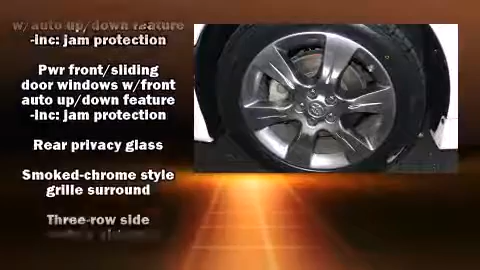 w/auto up/down feature
-inc: jam protection
Pwr front/sliding
door windows w/front
auto up/down feature
-inc: jam protection
Rear privacy glass
Smoked-chrome style
grille surround
Three-row side